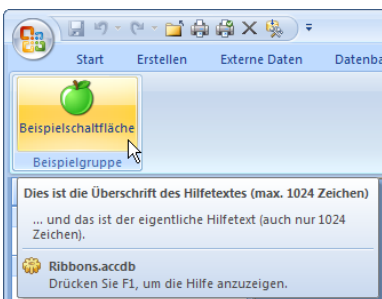 Start Erstellen Externe Daten Datenba
Beispielschaltfläche
Beispielgruppe
Dies ist die Überschrift des Hilfetextes (max. 1024 Zeichen)
... und das ist der eigentliche Hilfetext (auch nur 1024
Zeichen).
Ribbons.accdb
Drücken Sie F1, um die Hilfe anzuzeigen.